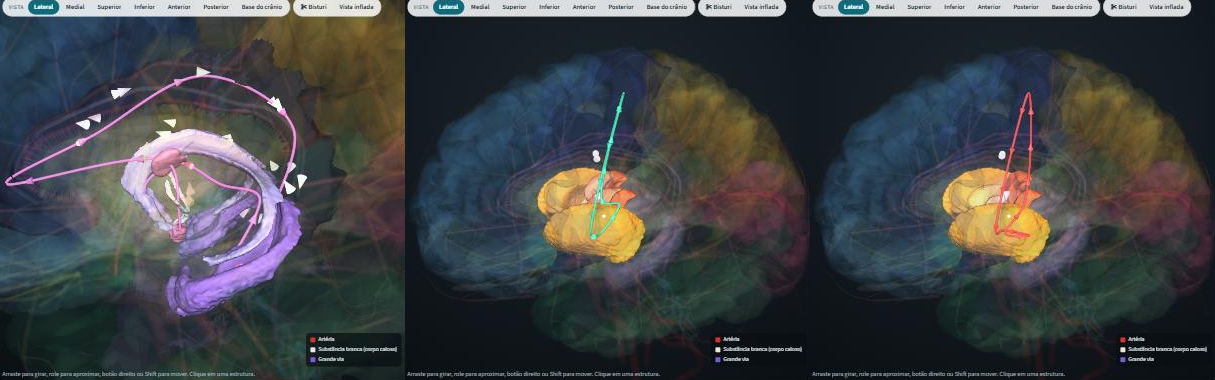 VISTA Lateral Medial Superior Inferior Anterior Posterior Base do crânio Bisturi Vista inflada
Artéria
Substância branca (corpo caloso)
Grande via
Arraste para girar, role para aproximar, botão direito ou Shift para mover. Clique em uma estrutura.
VISTA Lateral Medial Superior Inferior Anterior Posterior Base do crânio Bisturi Vista inflada
Artéria
Substância branca (corpo caloso)
Grande via
Arraste para girar, role para aproximar, botão direito ou Shift para mover. Clique em uma estrutura.
VISTA Lateral Medial Superior Inferior Anterior Posterior Base do crânio Bisturi Vista inflada
Artéria
Substância branca (corpo caloso)
Grande via
Arraste para girar, role para aproximar, botão direito ou Shift para mover. Clique em uma estrutura.